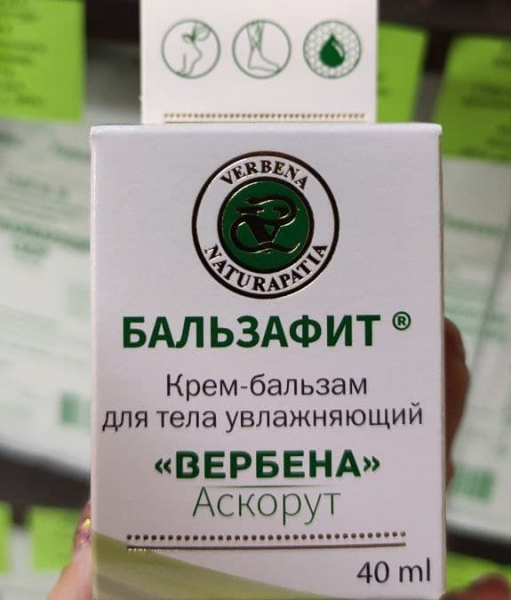 VERBENA
NATURAPATIA
БАЛЬЗАФИТ ®
Крем-бальзам
для тела увлажняющий
«ВЕРБЕНА»
Аскорут
40 ml